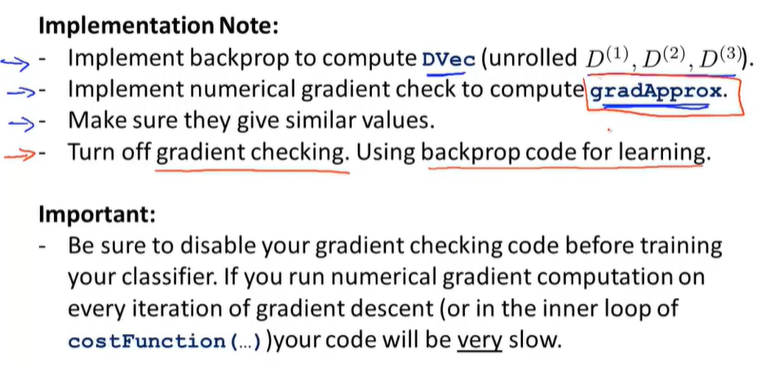 Implementation Note:
- Implement backprop to compute DVec (unrolled D⁽¹⁾, D⁽²⁾, D⁽³⁾).
- Implement numerical gradient check to compute gradApprox.
- Make sure they give similar values.
- Turn off gradient checking. Using backprop code for learning.
Important:
- Be sure to disable your gradient checking code before training
your classifier. If you run numerical gradient computation on
every iteration of gradient descent (or in the inner loop of
costFunction(…))your code will be very slow.